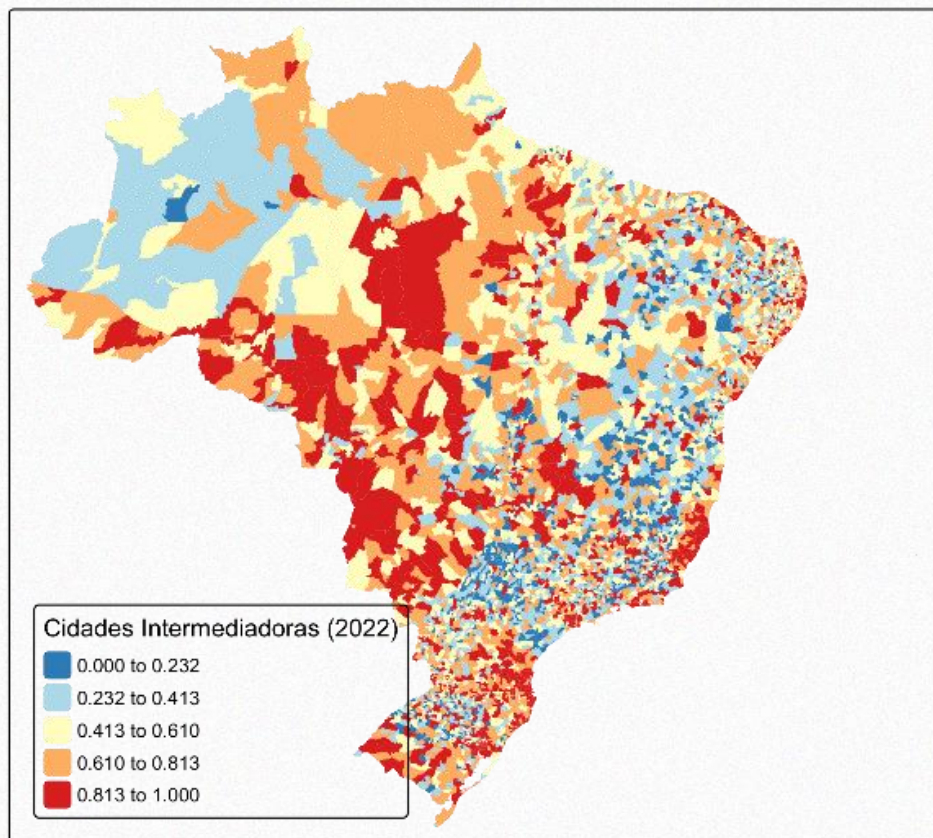 Cidades Intermediadoras (2022)
0.000 to 0.232
0.232 to 0.413
0.413 to 0.610
0.610 to 0.813
0.813 to 1.000